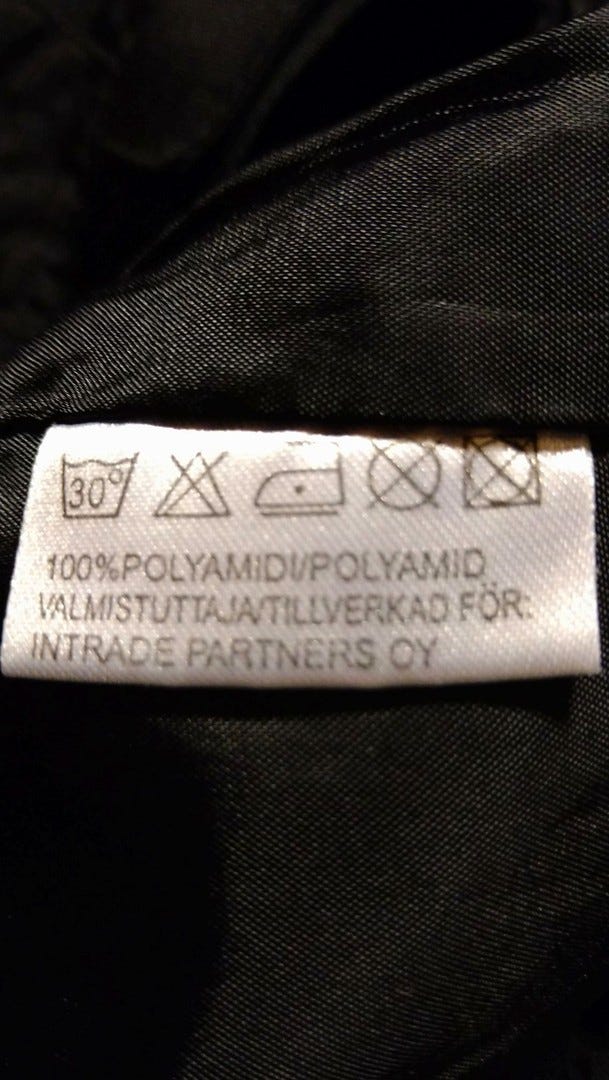 30°
100%POLYAMIDI/POLYAMID
VALMISTUTTAJA/TILLVERKAD FÖR:
INTRADE PARTNERS OY